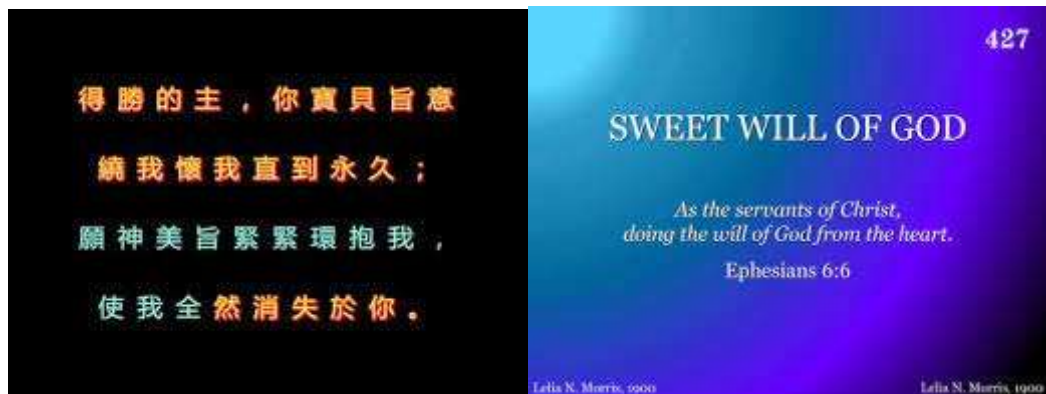 得勝的主，你寶貝旨意
繞我懷我直到永久；
願神美旨緊緊環抱我，
使我全然消失於你。
427
SWEET WILL OF GOD
As the servants of Christ,
doing the will of God from the heart.
Ephesians 6:6
Lelia N. Morris, 1900
Lelia N. Morris, 1900